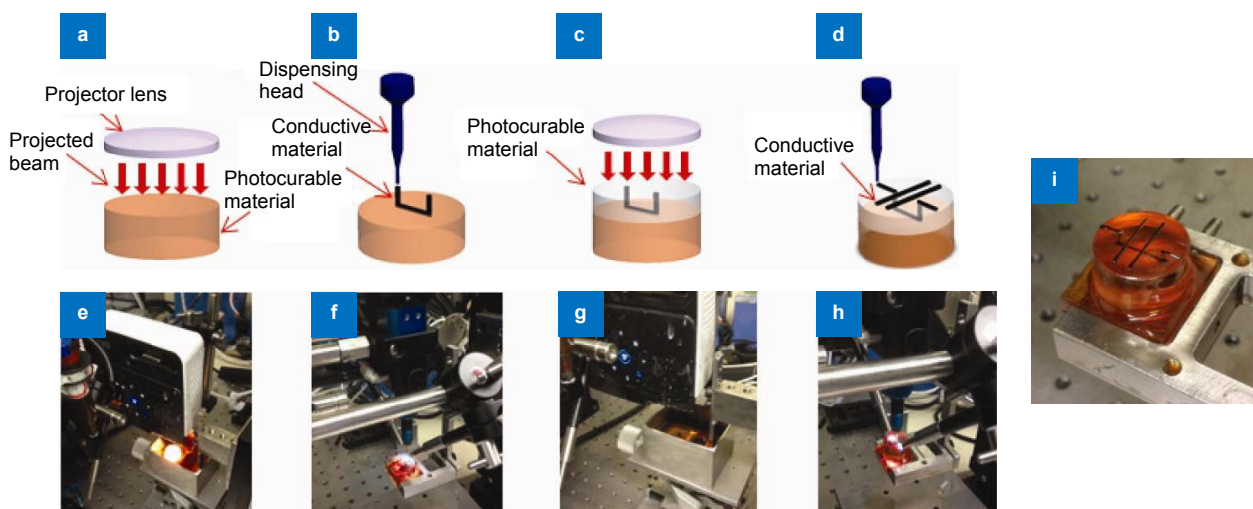 a
Projector lens
Projected
beam
Photocurable
material
b
Dispensing
head
Conductive
material
c
Photocurable
material
d
Conductive
material
e
f
g
h
i